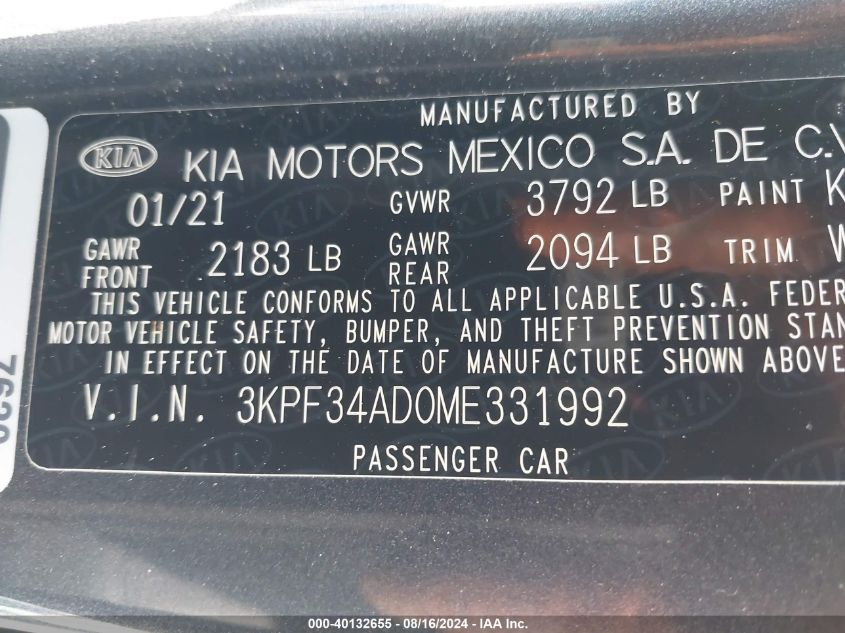 MANUFACTURED BY
KIA KIA MOTORS MEXICO S.A. DE C.V
01/21 GVWR 3792 LB PAINT K
GAWR FRONT 2183 LB GAWR REAR 2094 LB TRIM W
THIS VEHICLE CONFORMS TO ALL APPLICABLE U.S.A. FEDER
MOTOR VEHICLE SAFETY, BUMPER, AND THEFT PREVENTION STAN
IN EFFECT ON THE DATE OF MANUFACTURE SHOWN ABOVE
V.I.N. 3KPF34AD0ME331992
PASSENGER CAR
000-40132655 - 08/16/2024 - IAA Inc.